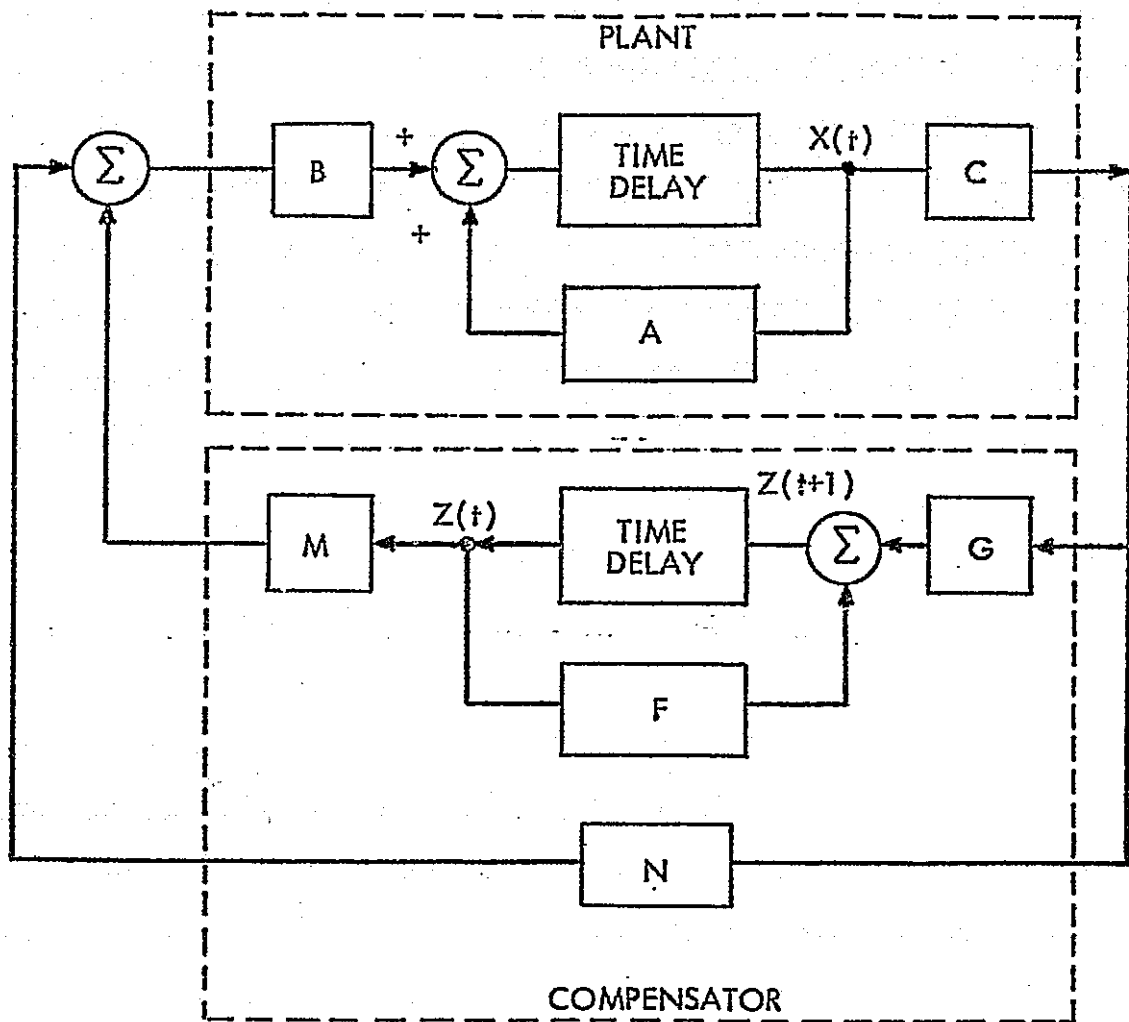 PLANT
Σ
B
+
Σ
+
TIME
DELAY
X(t)
C
A
M
Z(t)
TIME
DELAY
Z(t+1)
Σ
G
F
N
COMPENSATOR